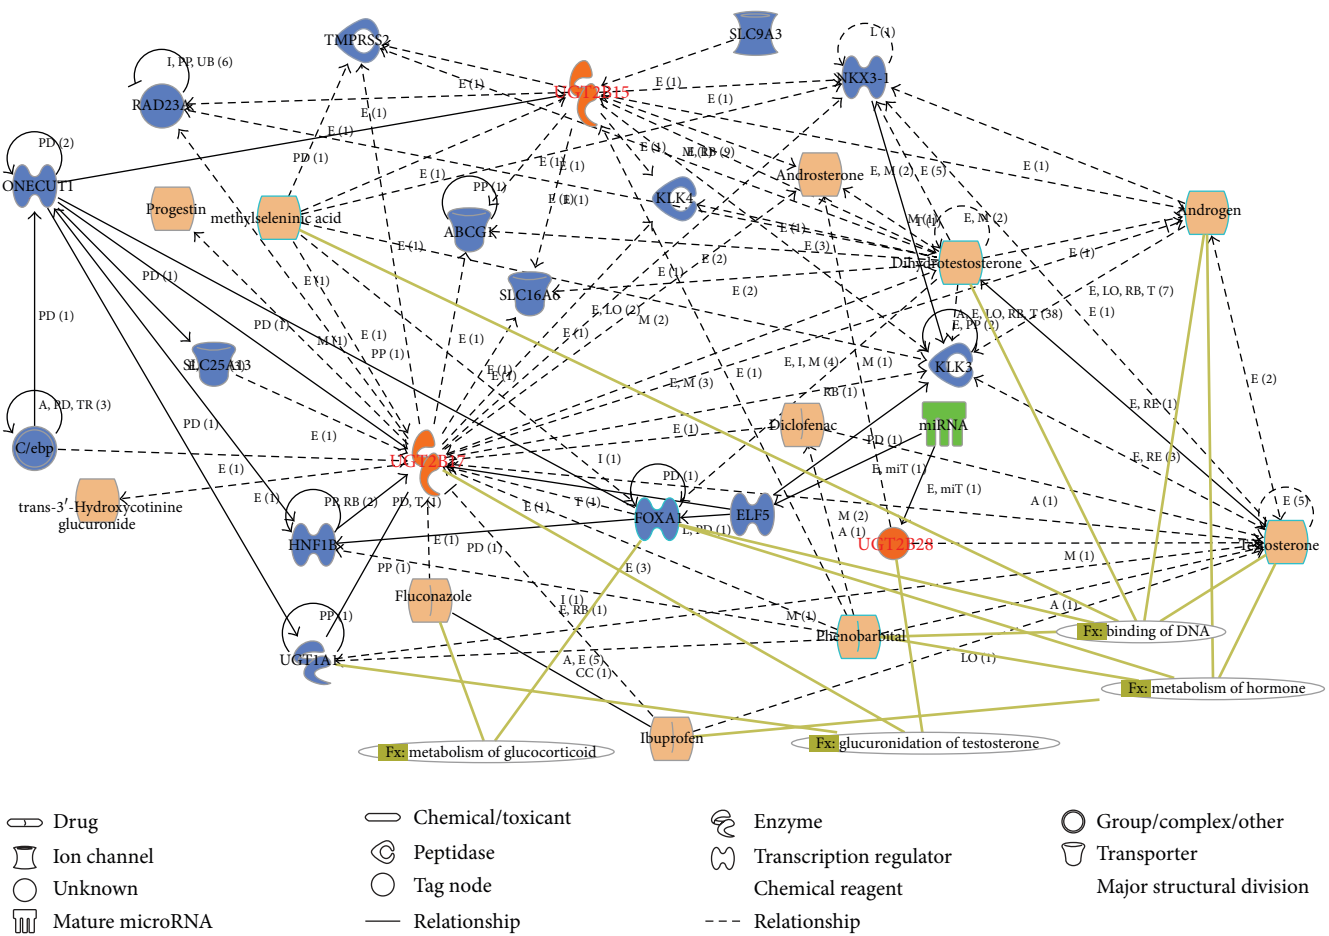 SLC9A3
L (1)
TMPRSS2
I, PP, UB (6)
NKX3-1
E (1)
E (1)
UGT2B15
E (1)
RAD23A
E (1)
E (1)
PD (2)
E (1)
PD (1)
E (1)
E (1)
E (1)
E, M (2)
E (5)
E (1)
Androsterone
ONECUT1
PP (1)
KLK4
Progestin
methylseleninic acid
Androgen
E, M (2)
E (1)
ABCG1
E (1)
E (3)
E (1)
E (2)
Dihydrotestosterone
PD (1)
E (1)
E (1)
E (2)
E, LO, RB, T (7)
SLC16A6
PD (1)
E, LO (2)
M (2)
A, E, LO, RB, T (38)
E, PP (2)
E (1)
PD (1)
M (1)
E (1)
E (1)
E (1)
PP (1)
SLC25A13
E (1)
E (1)
E (1)
E, I, M (4)
M (1)
KLK3
E (2)
E, M (3)
RB (1)
A, PD, TR (3)
E, RE (1)
PD (1)
Diclofenac
miRNA
E (1)
E (1)
PD (1)
C/ebp
UGT2B17
I (1)
E, RE (3)
E (1)
PD (1)
E, miT (1)
E, miT (1)
E (1)
PP, RB (2)
PD, T (1)
T (1)
E (1)
A (1)
E (5)
trans-3′-Hydroxycotinine
glucuronide
FOXA1
ELF5
M (2)
A (1)
E, PD (1)
HNF1B
E (1)
PD (1)
UGT2B28
Testosterone
M (1)
PP (1)
E (3)
Fluconazole
I (1)
E, RB (1)
M (1)
A (1)
PP (1)
Phenobarbital
Fx: binding of DNA
UGT1A1
A, E (5)
CC (1)
LO (1)
Fx: metabolism of hormone
Ibuprofen
Fx: metabolism of glucocorticoid
Fx: glucuronidation of testosterone
Drug
Chemical/toxicant
Enzyme
Group/complex/other
Ion channel
Peptidase
Transcription regulator
Transporter
Unknown
Tag node
Chemical reagent
Major structural division
Mature microRNA
Relationship
Relationship